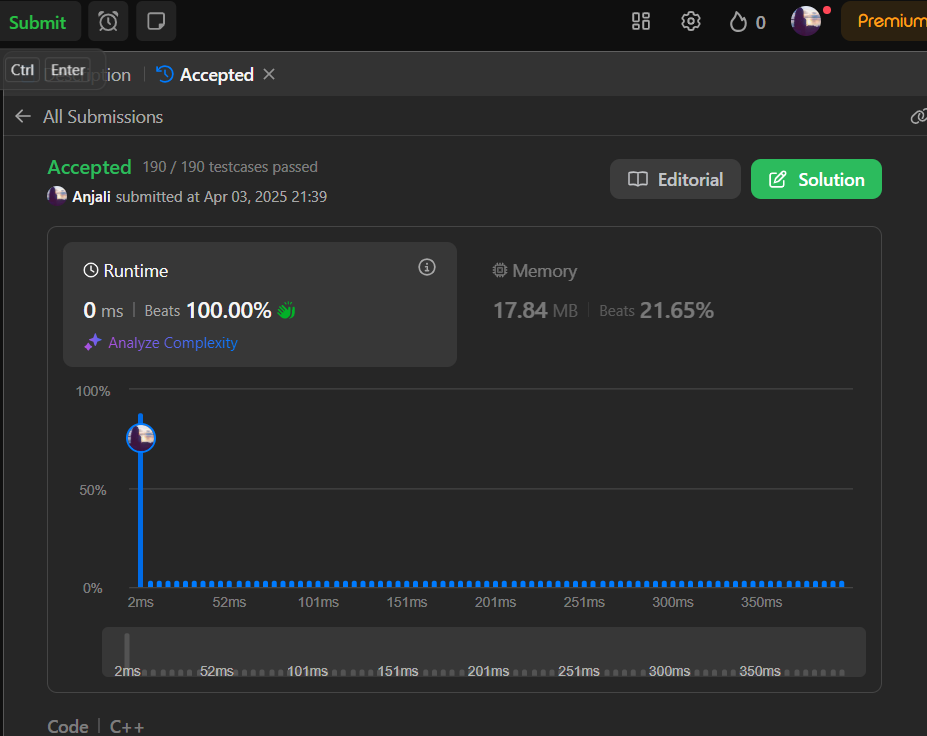 Submit
0
Premium
Ctrl Enter
Description
Accepted
All Submissions
Accepted 190 / 190 testcases passed
Anjali submitted at Apr 03, 2025 21:39
Editorial
Solution
Runtime
0 ms | Beats 100.00%
Analyze Complexity
Memory
17.84 MB | Beats 21.65%
100%
50%
0%
2ms 52ms 101ms 151ms 201ms 251ms 300ms 350ms
2ms 52ms 101ms 151ms 201ms 251ms 300ms 350ms
Code | C++